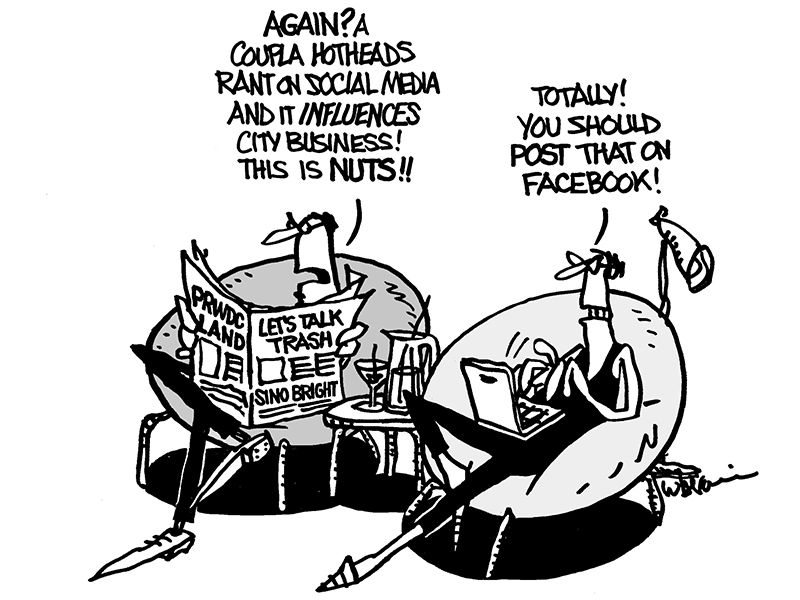 AGAIN? A
COUPLA HOTHEADS
RANT ON SOCIAL MEDIA
AND IT INFLUENCES
CITY BUSINESS!
THIS IS NUTS!!
TOTALLY!
YOU SHOULD
POST THAT ON
FACEBOOK!
PRWDC
LAND
LET'S TALK
TRASH
SINO BRIGHT